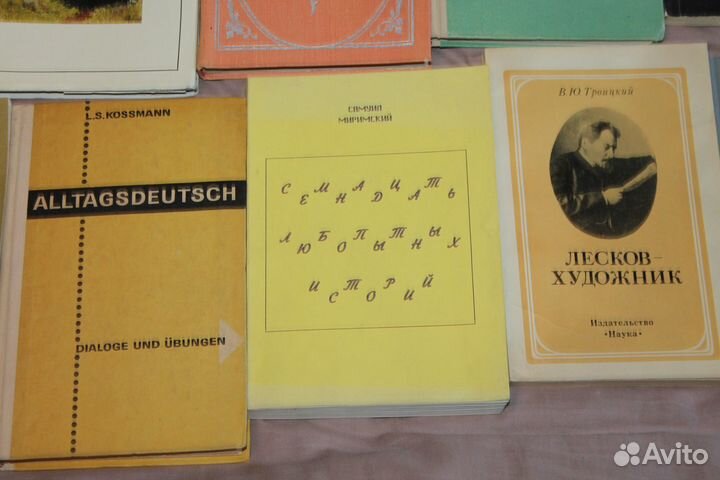 L.S. KOSSMANN
ALLTAGSDEUTSCH
DIALOGE UND ÜBUNGEN
САМУИЛ
МИРИМСКИЙ
СЕМНАДЦАТЬ
ЛЮБОПЫТНЫХ
ИСТОРИЙ
В.Ю. Троицкий
ЛЕСКОВ–
ХУДОЖНИК
Издательство
«Наука»
Avito